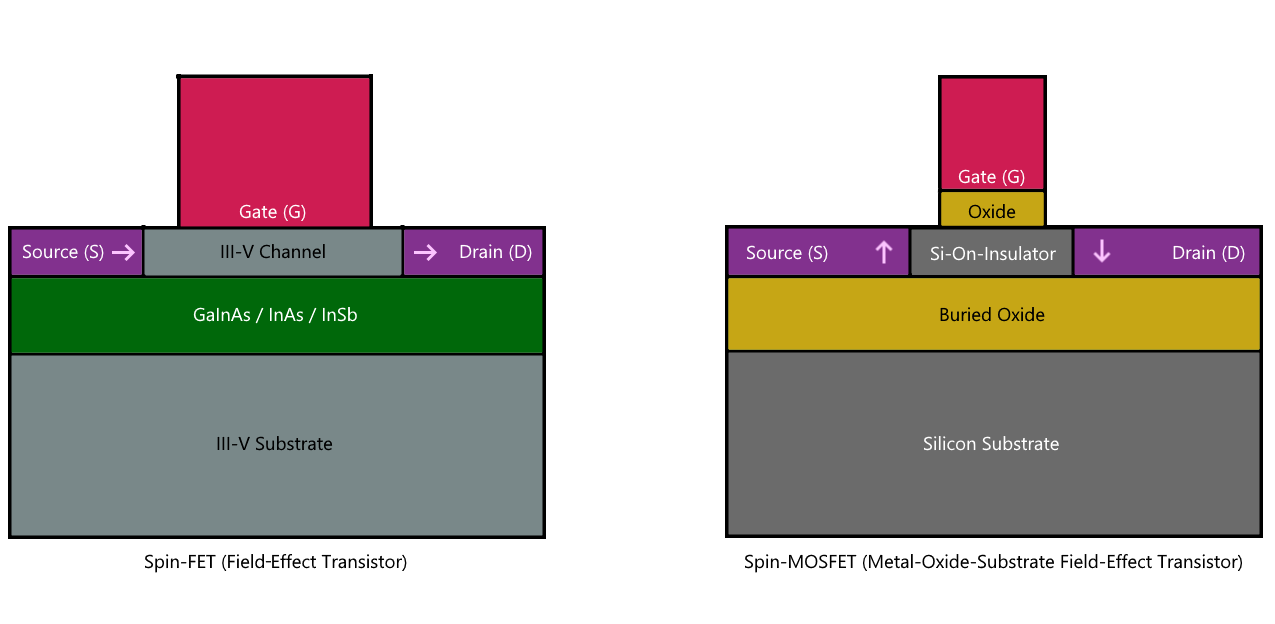 Gate (G)
Source (S)
III-V Channel
Drain (D)
GaInAs / InAs / InSb
III-V Substrate
Spin-FET (Field-Effect Transistor)
Gate (G)
Oxide
Source (S)
Si-On-Insulator
Drain (D)
Buried Oxide
Silicon Substrate
Spin-MOSFET (Metal-Oxide-Substrate Field-Effect Transistor)